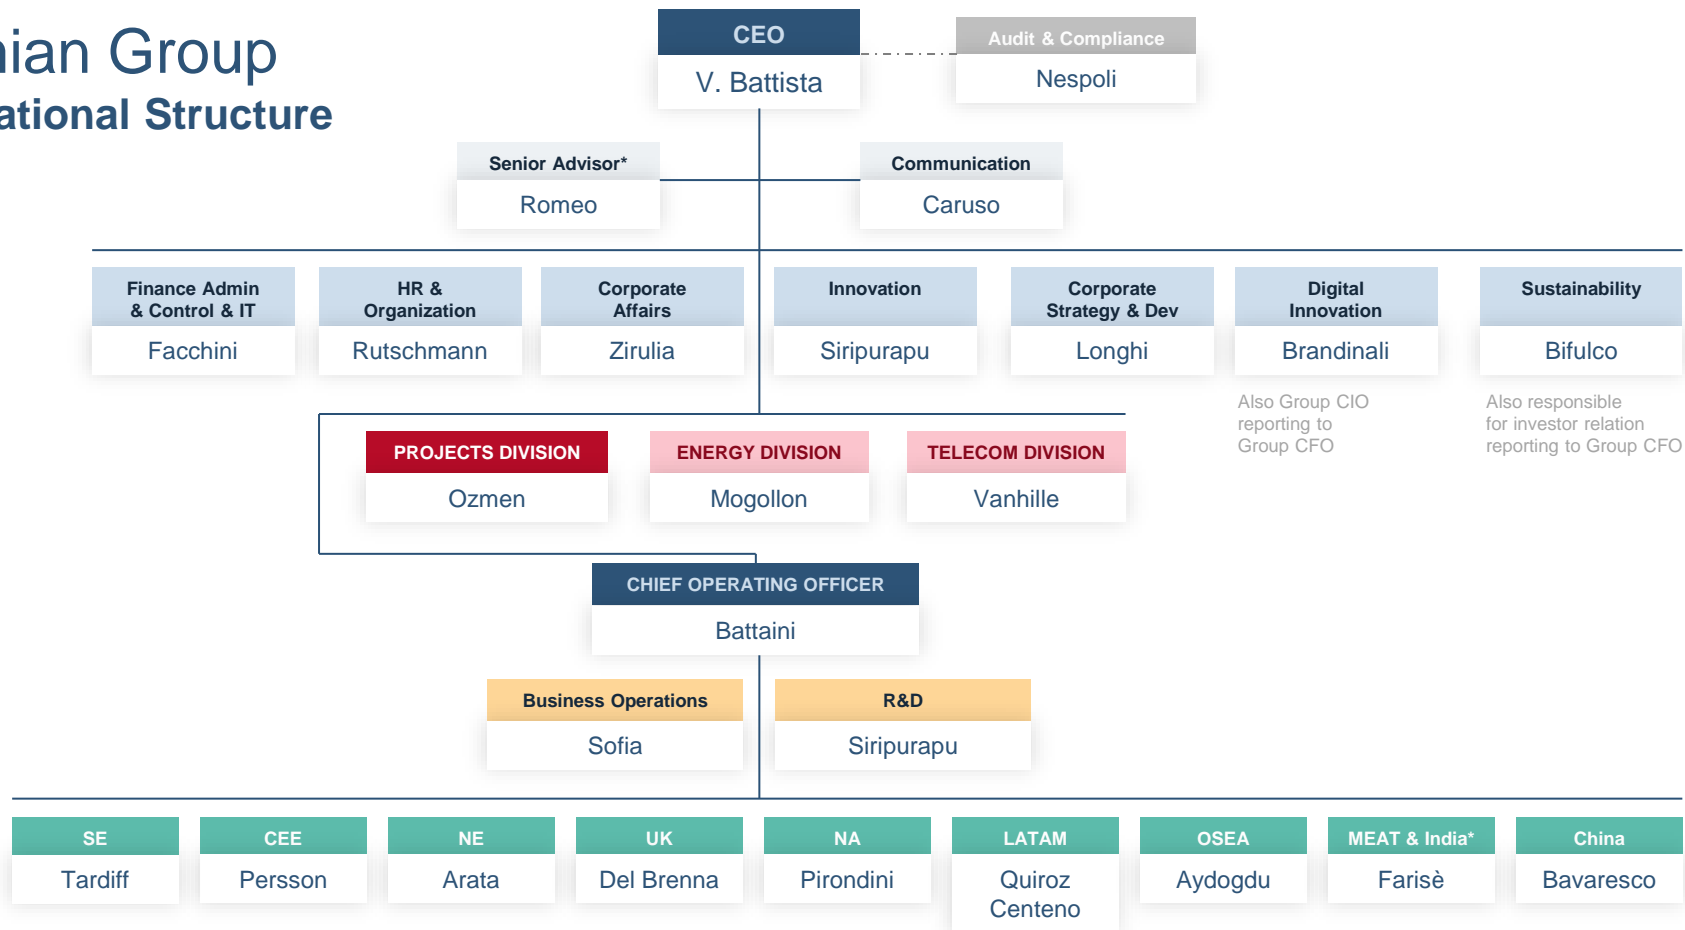 nian Group
ational Structure
CEO
V. Battista
Audit & Compliance
Nespoli
Senior Advisor*
Romeo
Communication
Caruso
Finance Admin
& Control & IT
Facchini
HR &
Organization
Rutschmann
Corporate
Affairs
Zirulia
Innovation
Siripurapu
Corporate
Strategy & Dev
Longhi
Digital
Innovation
Brandinali
Also Group CIO
reporting to
Group CFO
Sustainability
Bifulco
Also responsible
for investor relation
reporting to Group CFO
PROJECTS DIVISION
Ozmen
ENERGY DIVISION
Mogollon
TELECOM DIVISION
Vanhille
CHIEF OPERATING OFFICER
Battaini
Business Operations
Sofia
R&D
Siripurapu
SE
Tardiff
CEE
Persson
NE
Arata
UK
Del Brenna
NA
Pirondini
LATAM
Quiroz
Centeno
OSEA
Aydogdu
MEAT & India*
Farisè
China
Bavaresco